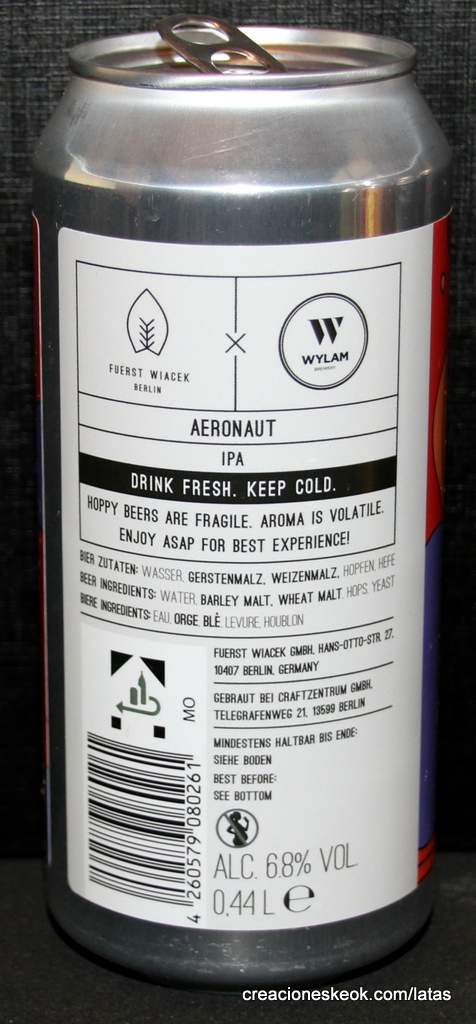 FUERST WIACEK
BERLIN
X
W
WYLAM
BREWERY
AERONAUT
IPA
DRINK FRESH. KEEP COLD.
HOPPY BEERS ARE FRAGILE. AROMA IS VOLATILE.
ENJOY ASAP FOR BEST EXPERIENCE!
BIER ZUTATEN: WASSER, GERSTENMALZ, WEIZENMALZ, HOPFEN, HEFE
BEER INGREDIENTS: WATER, BARLEY MALT, WHEAT MALT, HOPS, YEAST
BIERE INGREDIENTS: EAU, ORGE, BLÈ, LEVURE, HOUBLON
FUERST WIACEK GMBH, HANS-OTTO-STR. 27,
10407 BERLIN, GERMANY
GEBRAUT BEI CRAFTZENTRUM GMBH,
TELEGRAFENWEG 21, 13599 BERLIN
MINDESTENS HALTBAR BIS ENDE:
SIEHE BODEN
BEST BEFORE:
SEE BOTTOM
ALC. 6.8% VOL.
0,44 L e
MO
4 260579 080261
creacioneskeok.com/latas